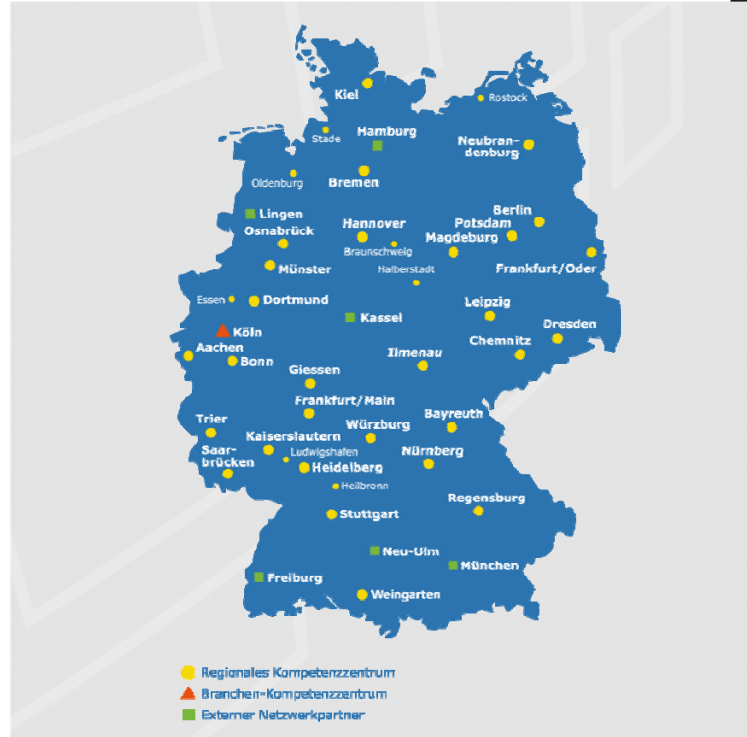 Kiel
Rostock
Stade
Hamburg
Neubran-
denburg
Oldenburg
Bremen
Lingen
Osnabrück
Hannover
Braunschweig
Berlin
Potsdam
Magdeburg
Halberstadt
Frankfurt/Oder
Münster
Essen
Dortmund
Leipzig
Kassel
Köln
Dresden
Chemnitz
Aachen
Bonn
Ilmenau
Giessen
Frankfurt/Main
Trier
Würzburg
Bayreuth
Kaiserslautern
Saar-
brücken
Ludwigshafen
Heidelberg
Nürnberg
Heilbronn
Regensburg
Stuttgart
Neu-Ulm
München
Freiburg
Weingarten
Regionales Kompetenzzentrum
Branchen-Kompetenzzentrum
Externer Netzwerkpartner